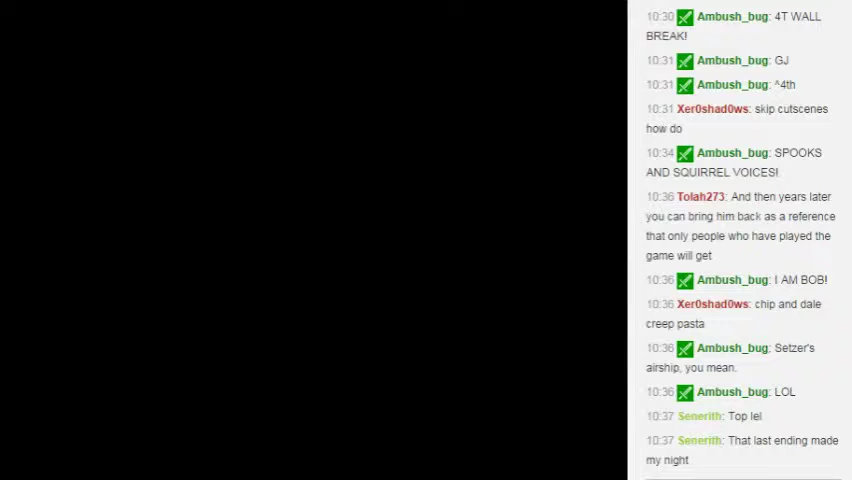 10:30 Ambush_bug: 4T WALL
BREAK!
10:31 Ambush_bug: GJ
10:31 Ambush_bug: ^4th
10:31 Xer0shad0ws: skip cutscenes
how do
10:34 Ambush_bug: SPOOKS
AND SQUIRREL VOICES!
10:36 Tolah273: And then years later
you can bring him back as a reference
that only people who have played the
game will get
10:36 Ambush_bug: I AM BOB!
10:36 Xer0shad0ws: chip and dale
creep pasta
10:36 Ambush_bug: Setzer's
airship, you mean.
10:36 Ambush_bug: LOL
10:37 Senerith: Top lel
10:37 Senerith: That last ending made
my night